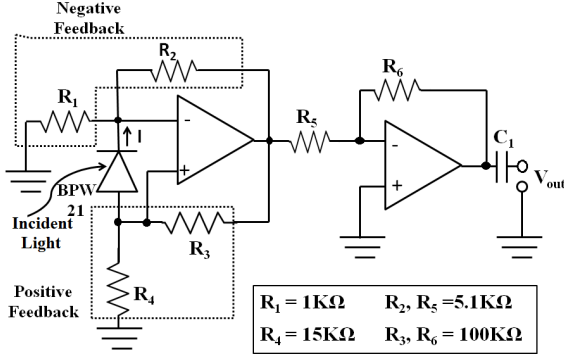 Negative
Feedback
R2
R1
I
-
+
BPW
21
Incident
Light
R3
R4
Positive
Feedback
R5
R6
-
+
C1
Vout
R1 = 1KΩ R2, R5 =5.1KΩ
R4 = 15KΩ R3, R6 = 100KΩ